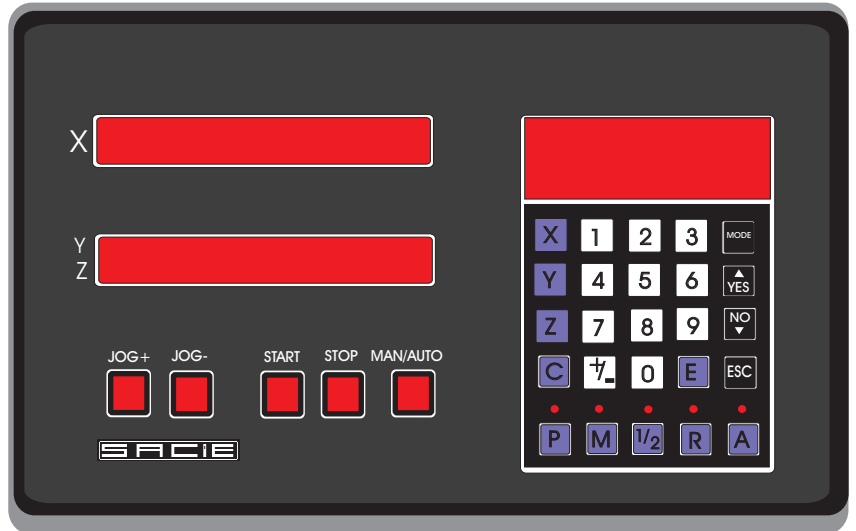 X
Y
Z
JOG+ JOG- START STOP MAN/AUTO
SACIE
X 1 2 3 MODE
Y 4 5 6 YES
Z 7 8 9 NO
C +/- 0 E ESC
P M 1/2 R A